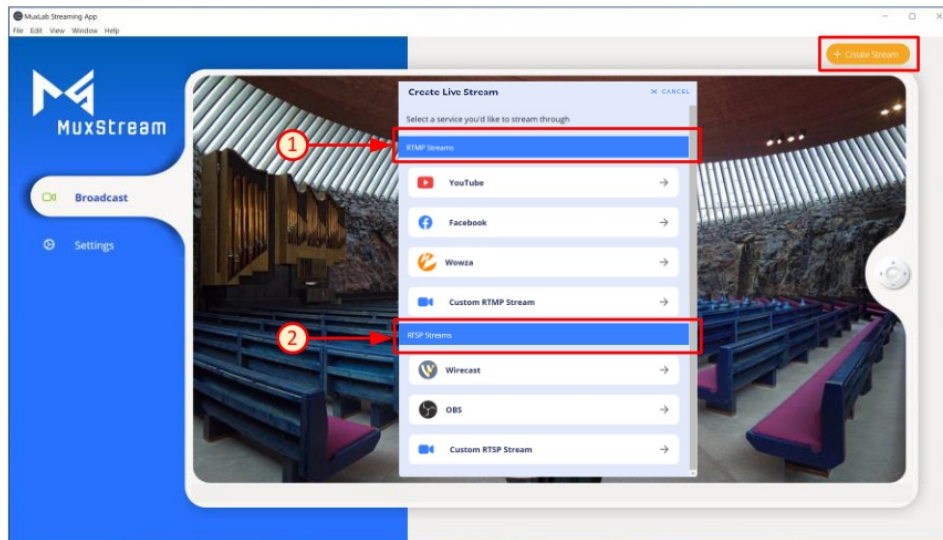 MuxLab Streaming App
File Edit View Window Help
+ Create Stream
MuxStream
Broadcast
Settings
Create Live Stream
× CANCEL
Select a service you'd like to stream through
1
RTMP Streams
YouTube
Facebook
Wowza
Custom RTMP Stream
2
RTSP Streams
Wirecast
OBS
Custom RTSP Stream